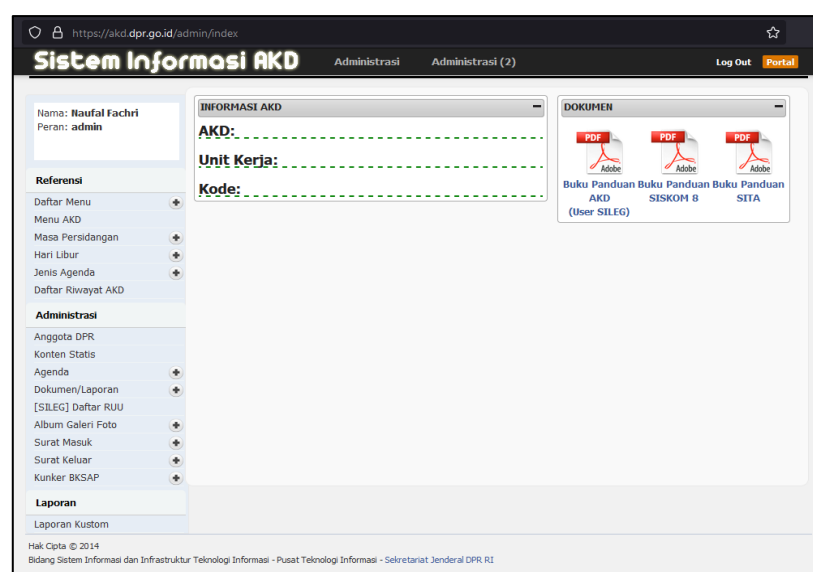 https://akd.dpr.go.id/admin/index
Sistem Informasi AKD
Administrasi
Administrasi (2)
Log Out
Portal
Nama: Naufal Fachri
Peran: admin
Referensi
Daftar Menu
Menu AKD
Masa Persidangan
Hari Libur
Jenis Agenda
Daftar Riwayat AKD
Administrasi
Anggota DPR
Konten Statis
Agenda
Dokumen/Laporan
[SILEG] Daftar RUU
Album Galeri Foto
Surat Masuk
Surat Keluar
Kunker BKSAP
Laporan
Laporan Kustom
INFORMASI AKD
AKD:
Unit Kerja:
Kode:
DOKUMEN
PDF
Adobe
Buku Panduan
AKD
(User SILEG)
PDF
Adobe
Buku Panduan
SISKOM 8
PDF
Adobe
Buku Panduan
SITA
Hak Cipta © 2014
Bidang Sistem Informasi dan Infrastruktur Teknologi Informasi - Pusat Teknologi Informasi - Sekretariat Jenderal DPR RI